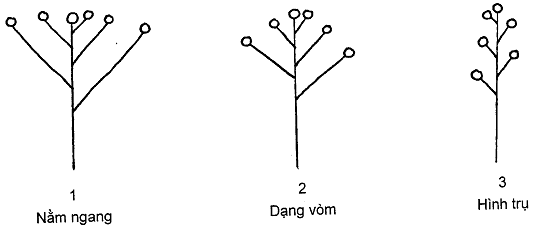 1
Nằm ngang
2
Dạng vòm
3
Hình trụ